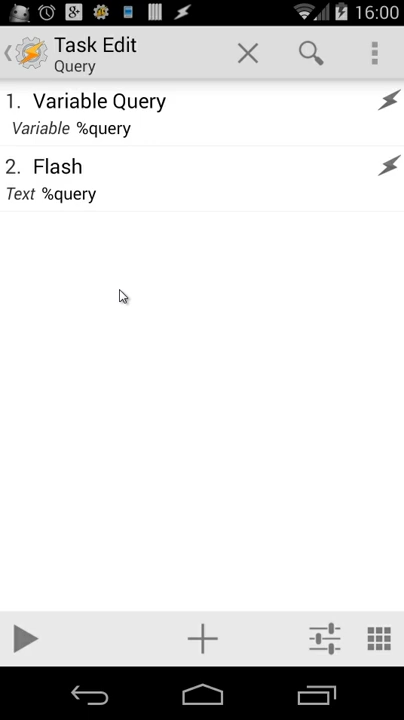 16:00
Task Edit
Query
1. Variable Query
Variable %query
2. Flash
Text %query